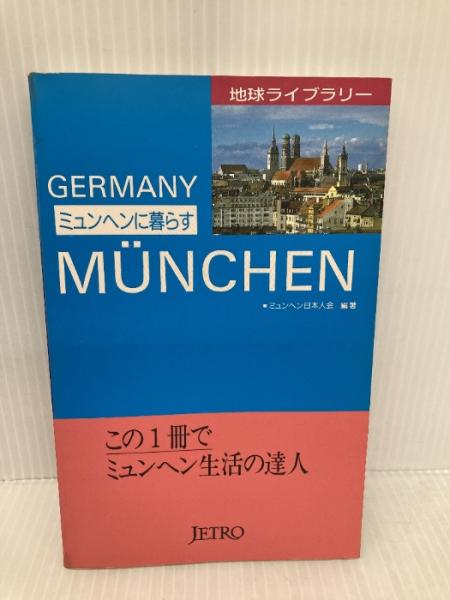 地球ライブラリー
GERMANY
ミュンヘンに暮らす
MÜNCHEN
■ミュンヘン日本人会 編著
この1冊で
ミュンヘン生活の達人
JETRO